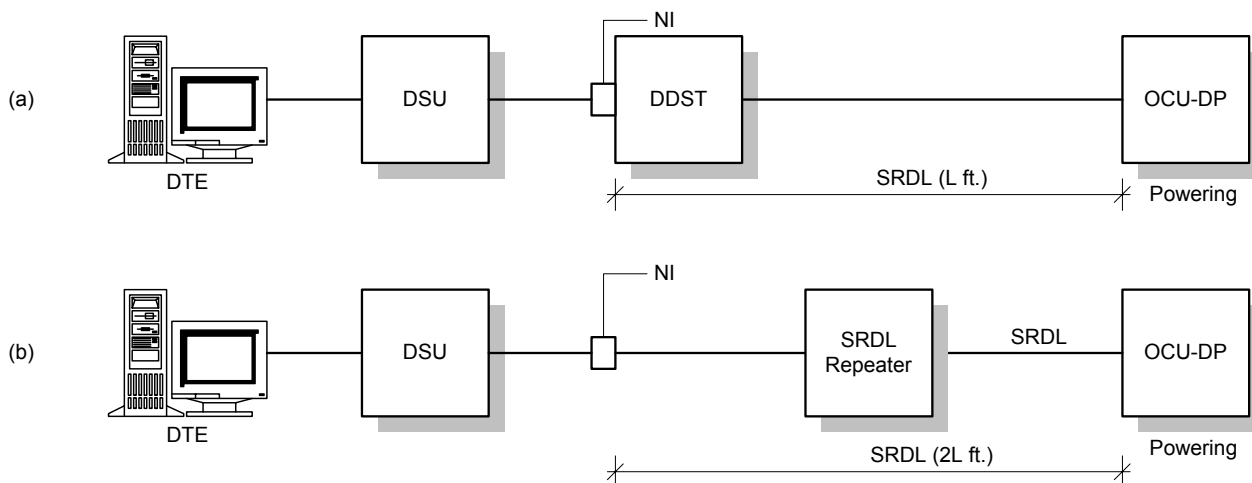 NI
(a)
DSU
DDST
OCU-DP
DTE
SRDL (L ft.)
Powering
NI
(b)
DSU
SRDL
Repeater
SRDL
OCU-DP
DTE
SRDL (2L ft.)
Powering